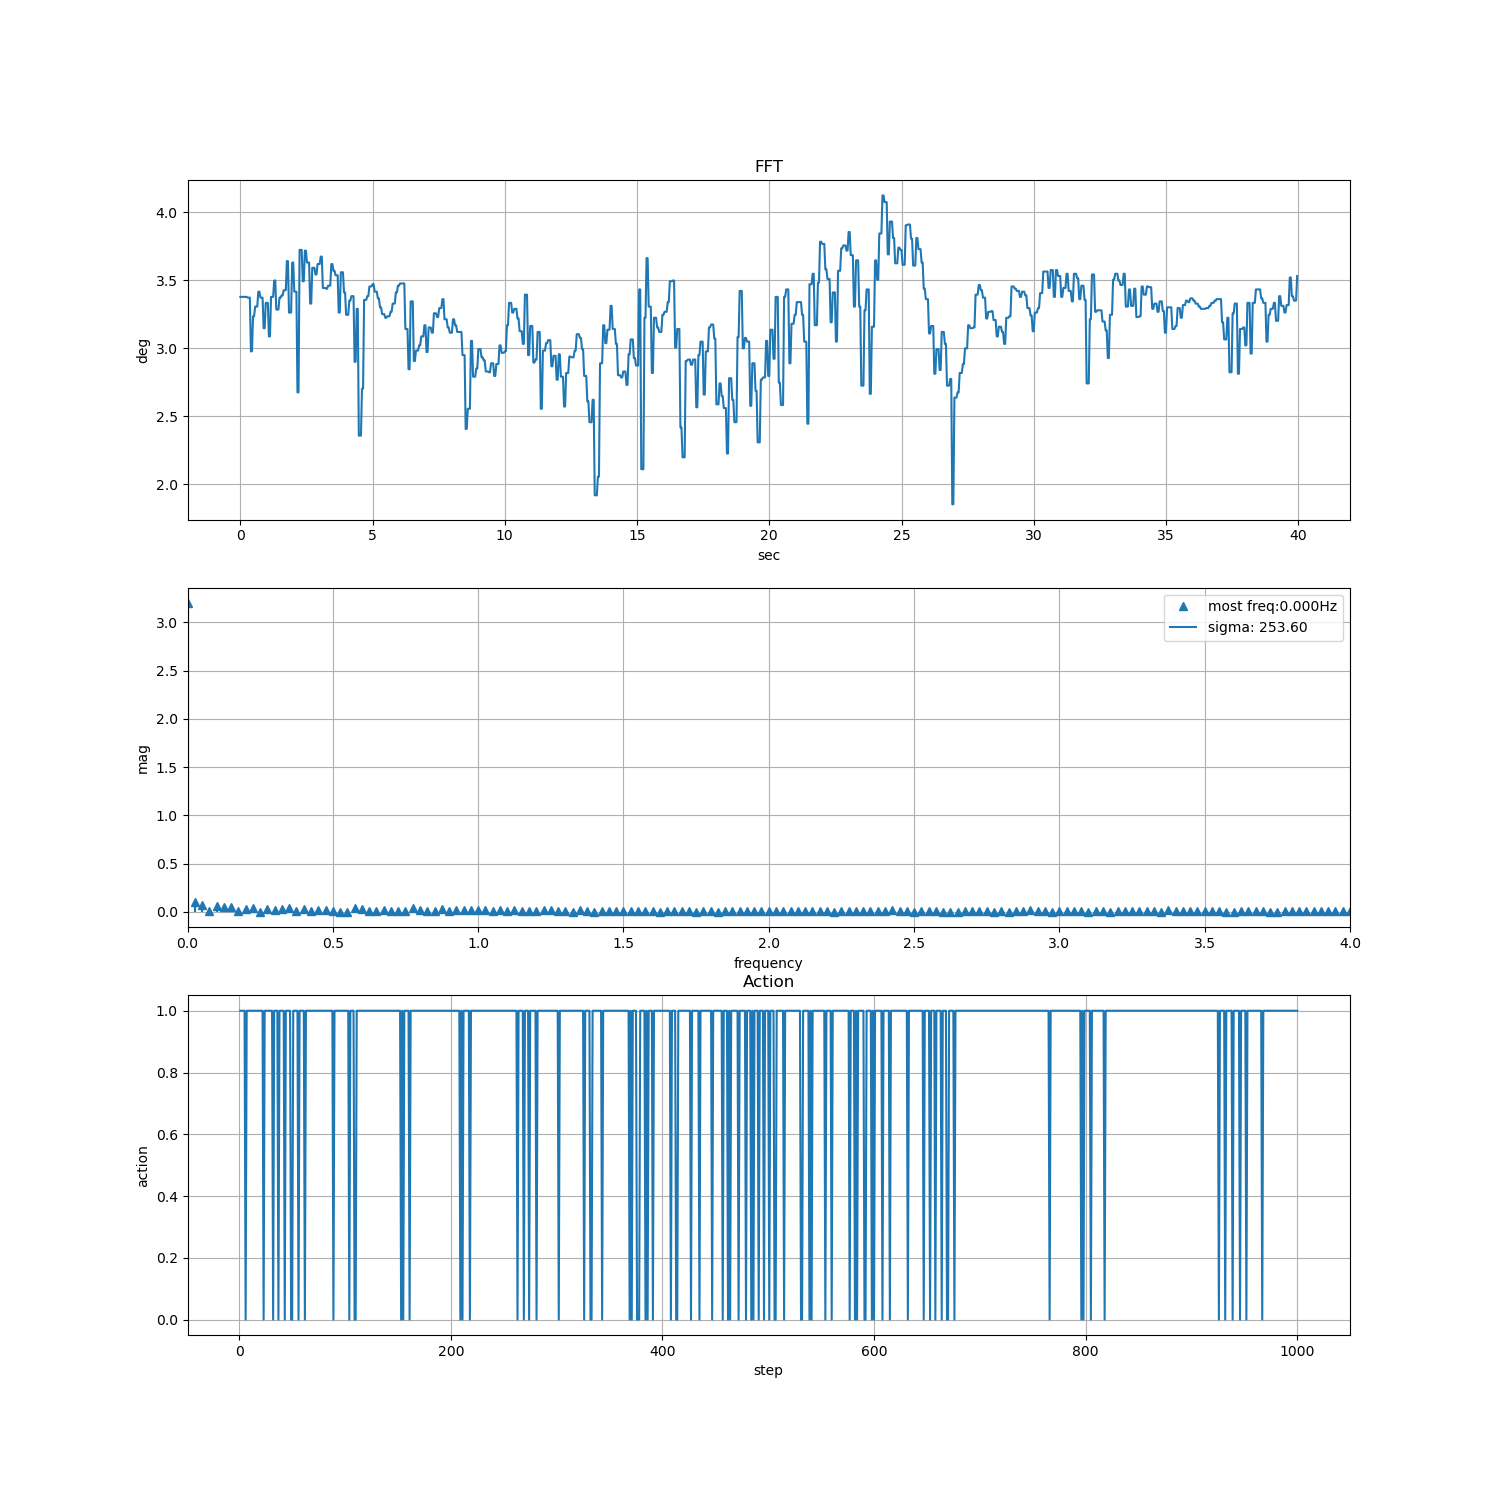 FFT
4.0
3.5
3.0
2.5
2.0
deg
0 5 10 15 20 25 30 35 40
sec
most freq:0.000Hz
sigma: 253.60
3.0
2.5
2.0
1.5
1.0
0.5
0.0
mag
0.0 0.5 1.0 1.5 2.0 2.5 3.0 3.5 4.0
frequency
Action
1.0
0.8
0.6
0.4
0.2
0.0
action
0 200 400 600 800 1000
step